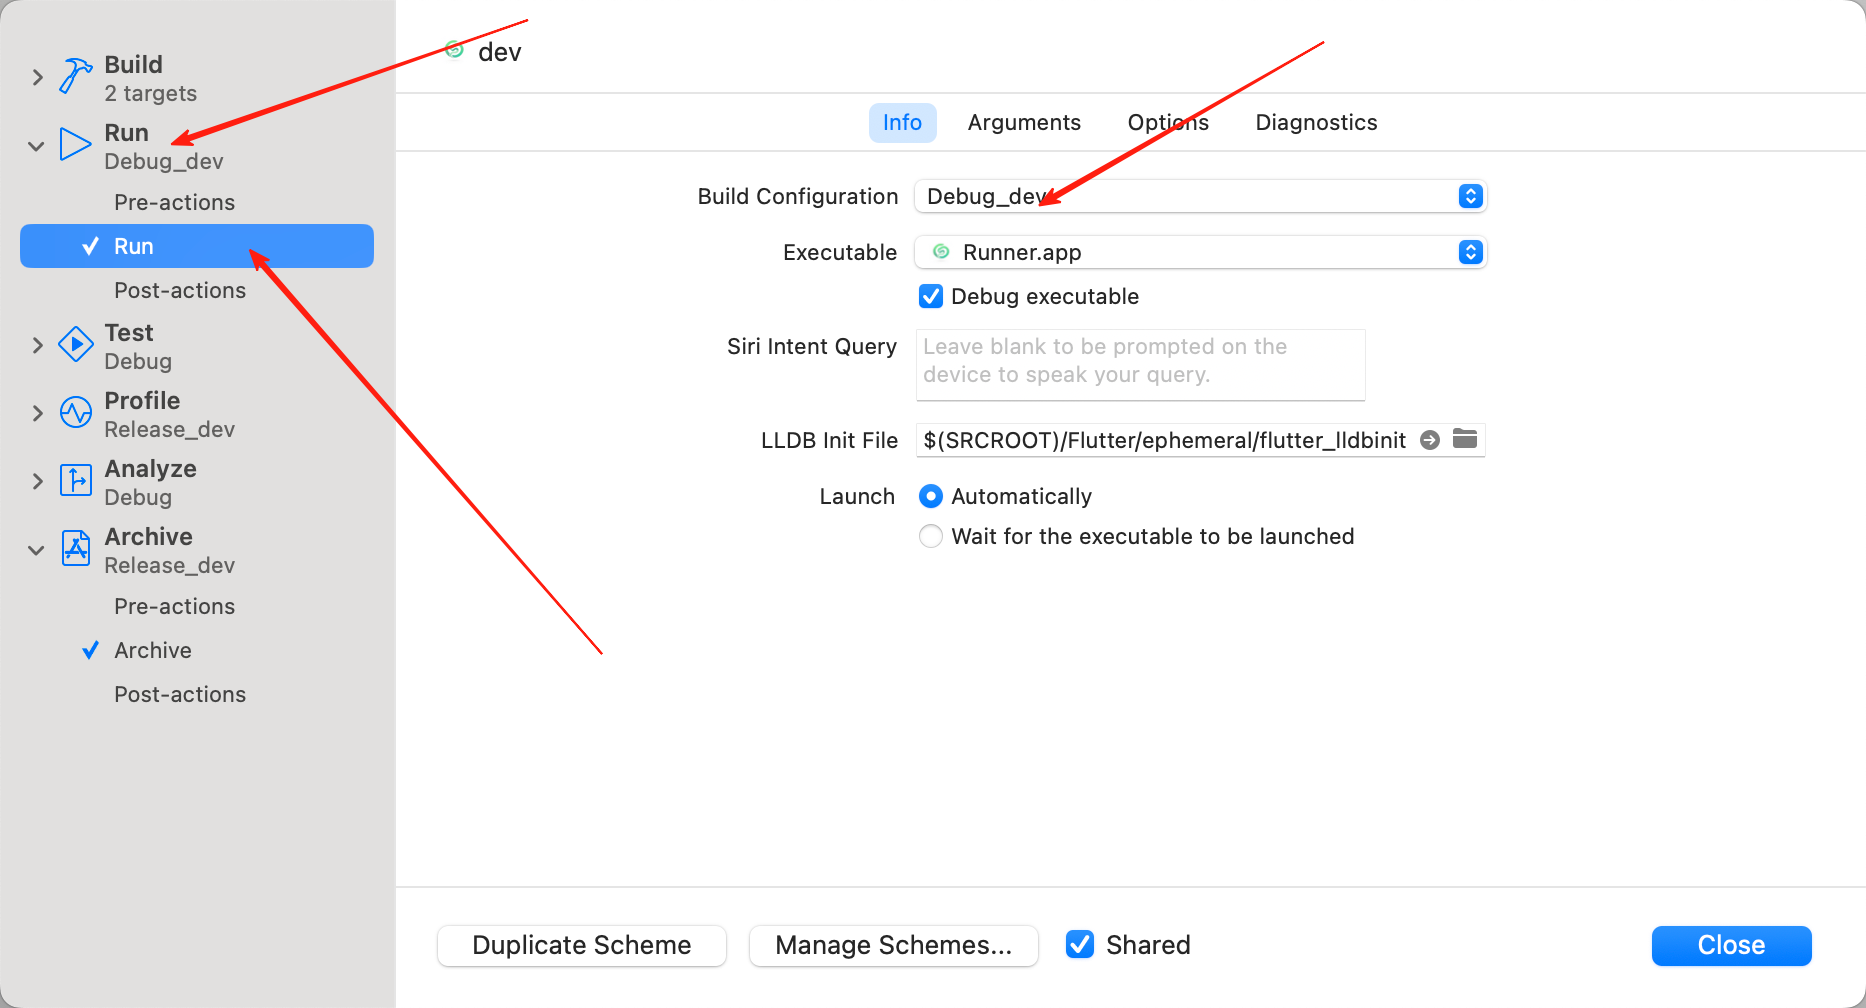 Build
2 targets
Run
Debug_dev
Pre-actions
Run
Post-actions
Test
Debug
Profile
Release_dev
Analyze
Debug
Archive
Release_dev
Pre-actions
Archive
Post-actions
dev
Info Arguments Options Diagnostics
Build Configuration Debug_dev
Executable Runner.app
Debug executable
Siri Intent Query Leave blank to be prompted on the
device to speak your query.
LLDB Init File $(SRCROOT)/Flutter/ephemeral/flutter_lldbinit
Launch Automatically
Wait for the executable to be launched
Duplicate Scheme Manage Schemes... Shared Close